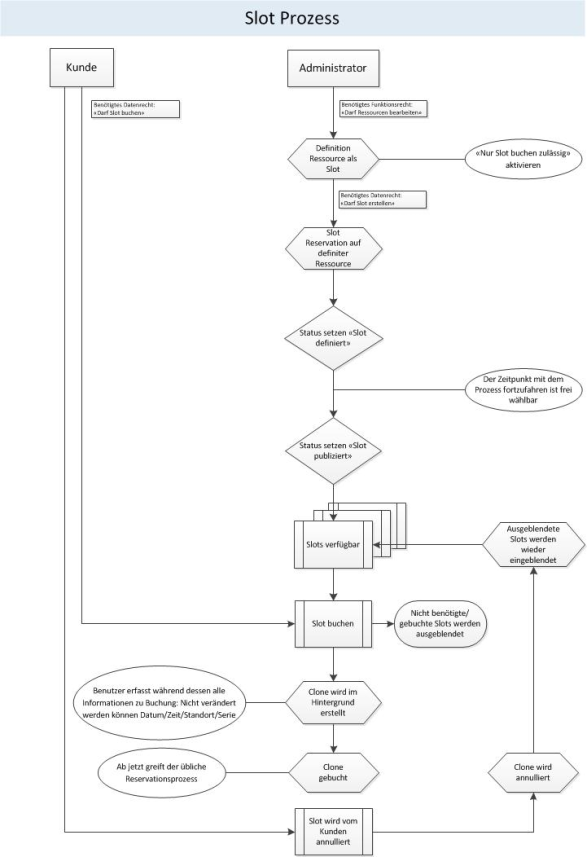 Slot Prozess
Kunde
Administrator
Benötigtes Datenrecht:
«Darf Slot buchen»
Benötigtes Funktionsrecht:
«Darf Ressourcen bearbeiten»
Definition
Ressource als
Slot
«Nur Slot buchen zulässig»
aktivieren
Benötigtes Datenrecht:
«Darf Slot erstellen»
Slot
Reservation auf
definiter
Ressource
Status setzen «Slot
definiert»
Der Zeitpunkt mit dem
Prozess fortzufahren ist frei
wählbar
Status setzen «Slot
publiziert»
Slots verfügbar
Ausgeblendete
Slots werden
wieder
eingeblendet
Slot buchen
Nicht benötigte/
gebuchte Slots werden
ausgeblendet
Benutzer erfasst während dessen alle
Informationen zu Buchung: Nicht verändert
werden können Datum/Zeit/Standort/Serie
Clone wird im
Hintergrund
erstellt
Ab jetzt greift der übliche
Reservationsprozess
Clone
gebucht
Clone wird
annulliert
Slot wird vom
Kunden
annulliert